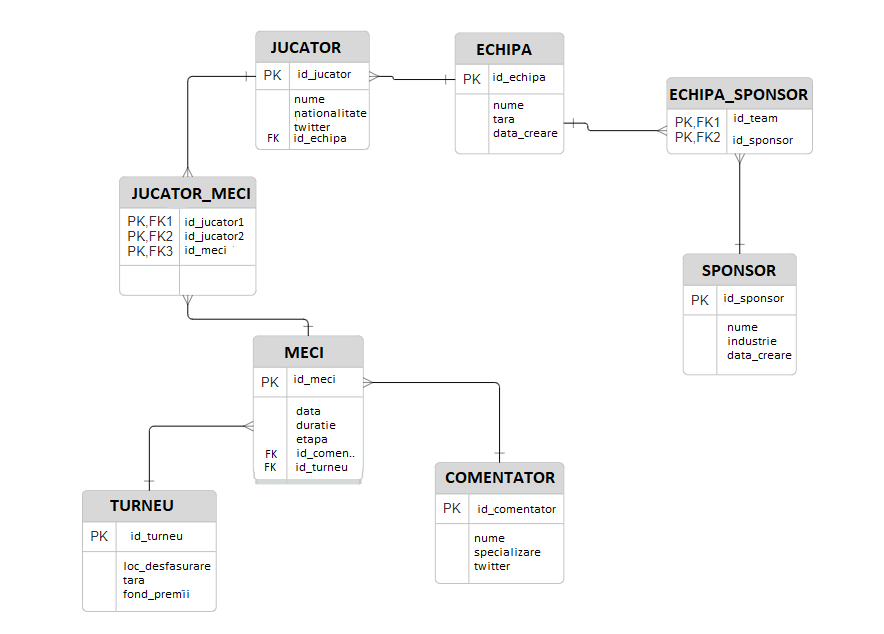 JUCATOR
PK id_jucator
nume
nationalitate
twitter
FK id_echipa
ECHIPA
PK id_echipa
nume
tara
data_creare
ECHIPA_SPONSOR
PK,FK1 id_team
PK,FK2 id_sponsor
JUCATOR_MECI
PK,FK1 id_jucator1
PK,FK2 id_jucator2
PK,FK3 id_meci
SPONSOR
PK id_sponsor
nume
industrie
data_creare
MECI
PK id_meci
data
duratie
etapa
FK id_comen..
FK id_turneu
COMENTATOR
PK id_comentator
nume
specializare
twitter
TURNEU
PK id_turneu
loc_desfasurare
tara
fond_premii